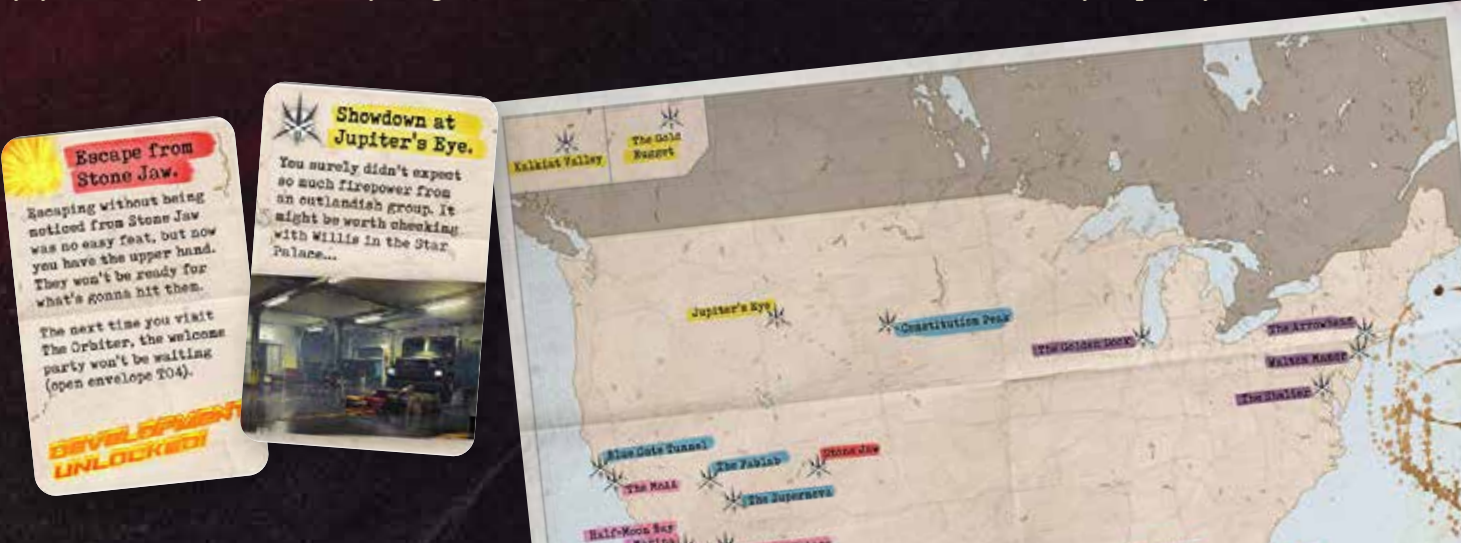 Escape from
Stone Jaw.
Escaping without being
noticed from Stone Jaw
was no easy feat, but now
you have the upper hand.
They won't be ready for
what's gonna hit them.
The next time you visit
The Orbiter, the welcome
party won't be waiting
(open envelope T04).
DEVELOPMENT
UNLOCKED!
Showdown at
Jupiter's Eye.
You surely didn't expect
so much firepower from
an outlandish group. It
might be worth checking
with Willis in the Star
Palace...
Kalkiat Valley
The Gold
Nugget
Jupiter's Eye
Constitution Peak
The Golden Dock
The Arrowhead
Walton Manor
The Shelter
Blue Gate Tunnel
The MoAA
The Fablab
Stone Jaw
The Supernova
Half-Moon Bay